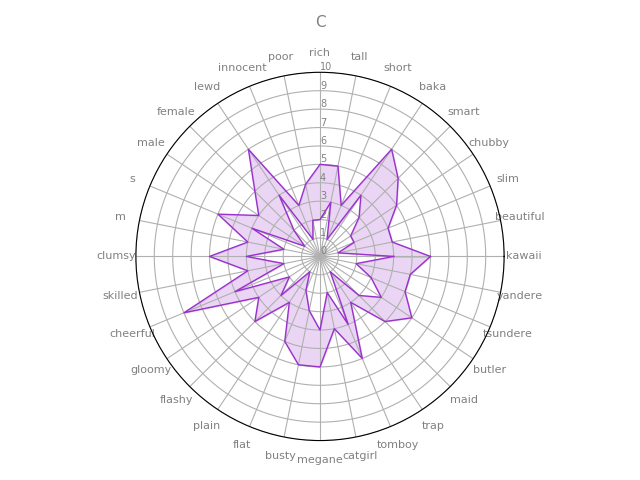 C
rich
tall
short
baka
smart
chubby
slim
beautiful
kawaii
yandere
tsundere
butler
maid
trap
tomboy
catgirl
megane
busty
flat
plain
flashy
gloomy
cheerful
skilled
clumsy
m
s
male
female
lewd
innocent
poor
10
9
8
7
6
5
4
3
2
1
0